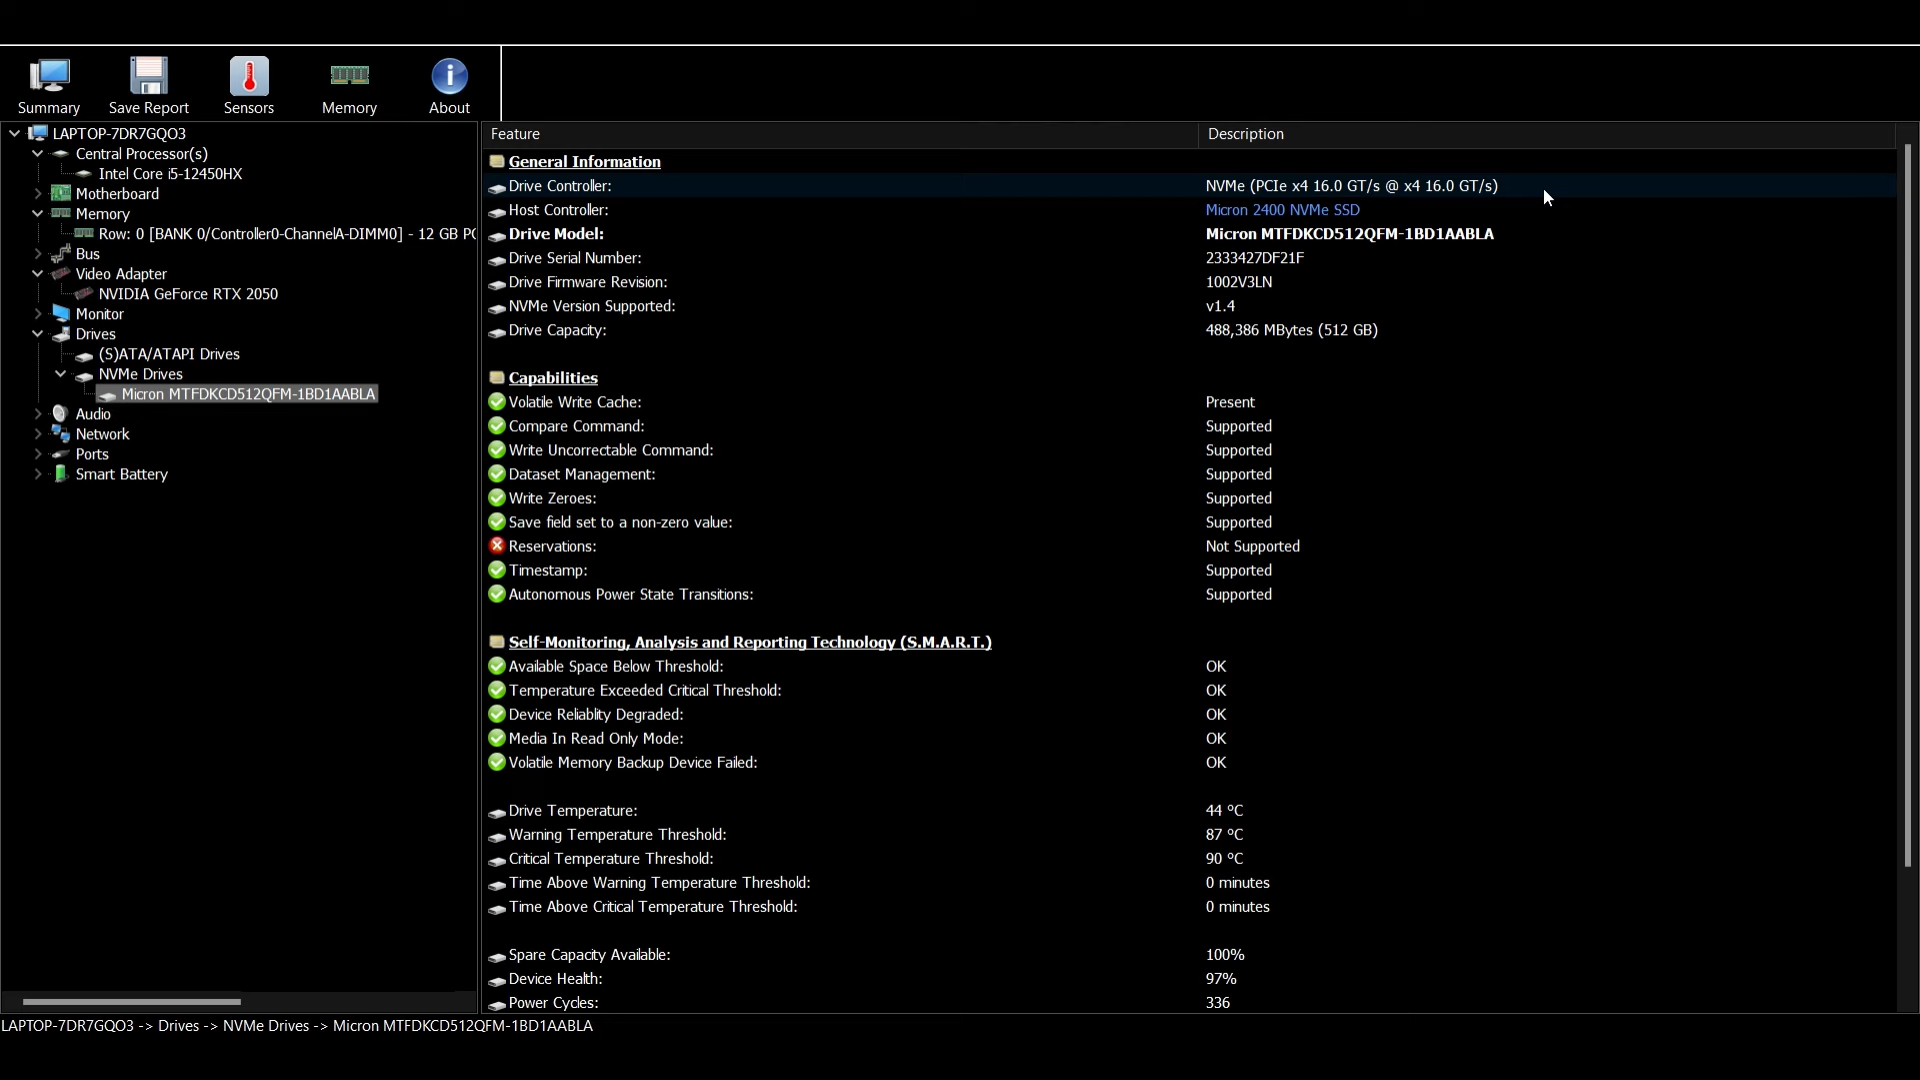 Summary
Save Report
Sensors
Memory
About
LAPTOP-7DR7GQO3
Central Processor(s)
Intel Core i5-12450HX
Motherboard
Memory
Row: 0 [BANK 0/Controller0-ChannelA-DIMM0] - 12 GB PC
Bus
Video Adapter
NVIDIA GeForce RTX 2050
Monitor
Drives
(S)ATA/ATAPI Drives
NVMe Drives
Micron MTFDKCD512QFM-1BD1AABLA
Audio
Network
Ports
Smart Battery
Feature Description
General Information
Drive Controller: NVMe (PCIe x4 16.0 GT/s @ x4 16.0 GT/s)
Host Controller: Micron 2400 NVMe SSD
Drive Model: Micron MTFDKCD512QFM-1BD1AABLA
Drive Serial Number: 2333427DF21F
Drive Firmware Revision: 1002V3LN
NVMe Version Supported: v1.4
Drive Capacity: 488,386 MBytes (512 GB)
Capabilities
Volatile Write Cache: Present
Compare Command: Supported
Write Uncorrectable Command: Supported
Dataset Management: Supported
Write Zeroes: Supported
Save field set to a non-zero value: Supported
Reservations: Not Supported
Timestamp: Supported
Autonomous Power State Transitions: Supported
Self-Monitoring, Analysis and Reporting Technology (S.M.A.R.T.)
Available Space Below Threshold: OK
Temperature Exceeded Critical Threshold: OK
Device Reliablity Degraded: OK
Media In Read Only Mode: OK
Volatile Memory Backup Device Failed: OK
Drive Temperature: 44 °C
Warning Temperature Threshold: 87 °C
Critical Temperature Threshold: 90 °C
Time Above Warning Temperature Threshold: 0 minutes
Time Above Critical Temperature Threshold: 0 minutes
Spare Capacity Available: 100%
Device Health: 97%
Power Cycles: 336
LAPTOP-7DR7GQO3 -> Drives -> NVMe Drives -> Micron MTFDKCD512QFM-1BD1AABLA